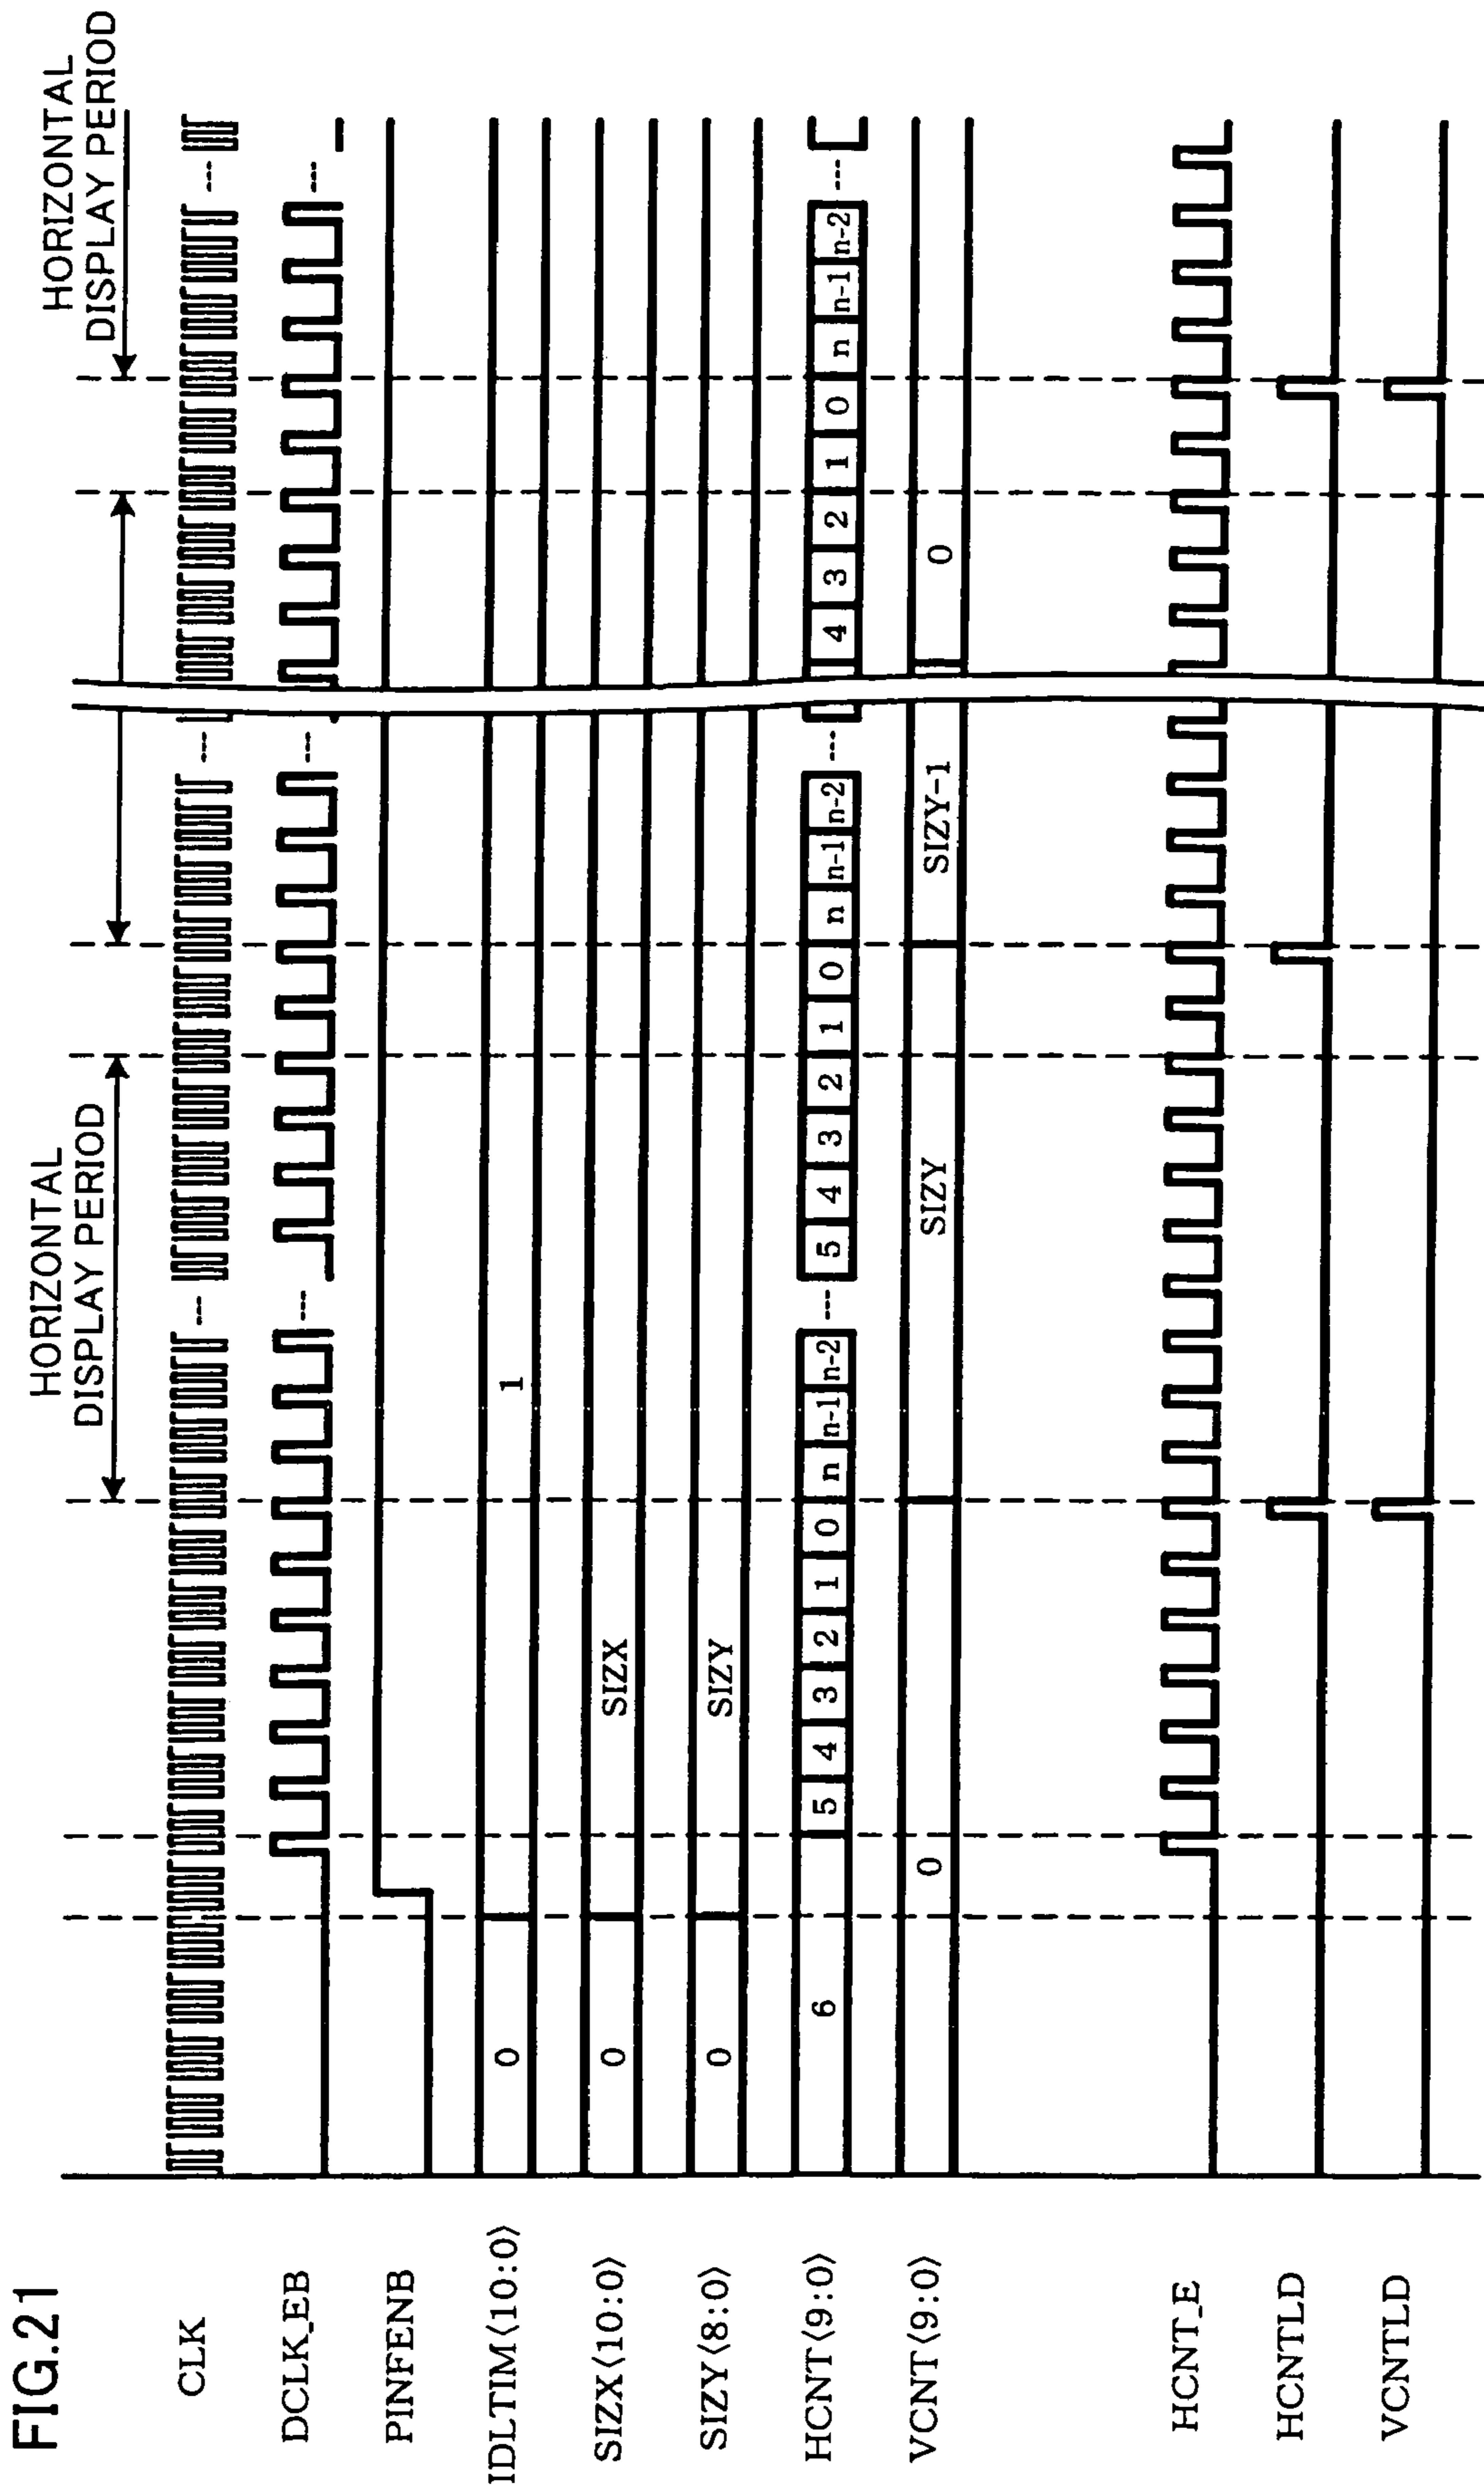 FIG.21
HORIZONTAL
DISPLAY PERIOD
HORIZONTAL
DISPLAY PERIOD
CLK --- --- ---
DCLK_EB --- --- ---
PINFENB
IDLTIM⟨10:0⟩ 0 1
SIZX⟨10:0⟩ 0 SIZX
SIZY⟨8:0⟩ 0 SIZY
HCNT⟨9:0⟩ 6 5 4 3 2 1 0 n n-1 n-2 --- 5 4 3 2 1 0 n n-1 n-2 --- 4 3 2 1 0 n n-1 n-2 ---
VCNT⟨9:0⟩ 0 SIZY SIZY-1 0
HCNT_E
HCNTLD
VCNTLD